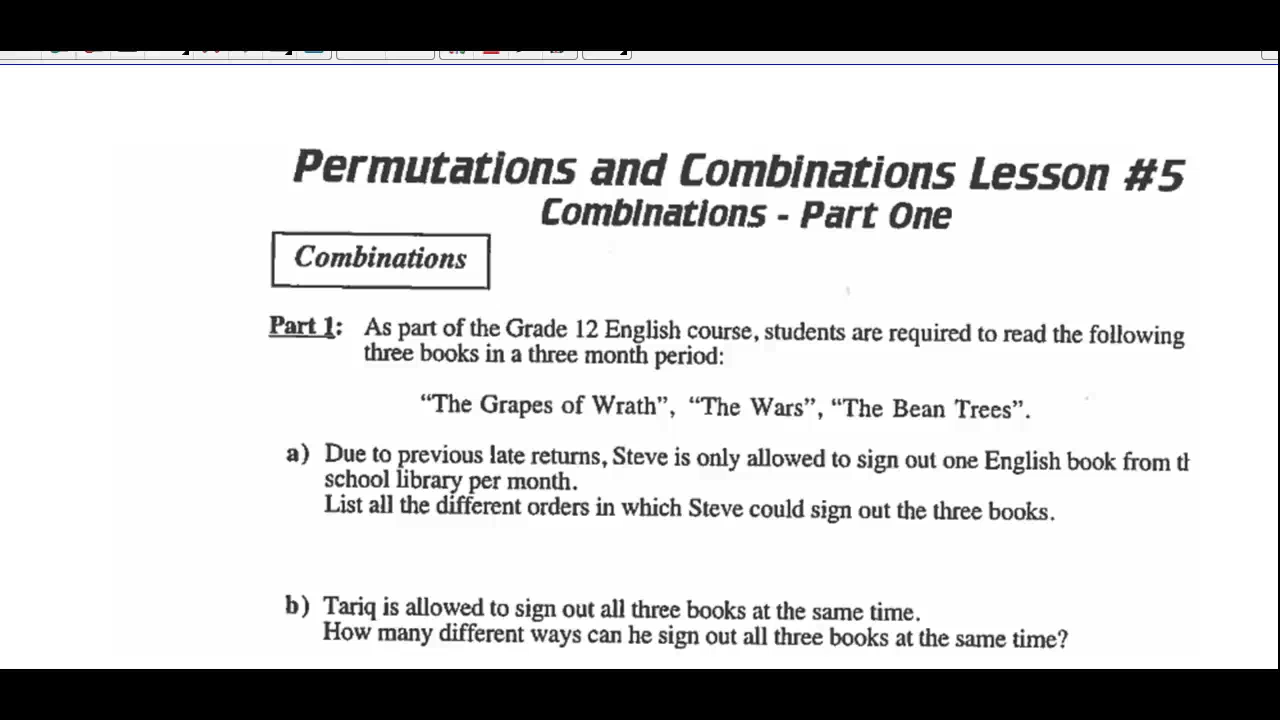 Permutations and Combinations Lesson #5
Combinations - Part One
Combinations
Part 1: As part of the Grade 12 English course, students are required to read the following
three books in a three month period:
“The Grapes of Wrath”, “The Wars”, “The Bean Trees”.
a) Due to previous late returns, Steve is only allowed to sign out one English book from th
school library per month.
List all the different orders in which Steve could sign out the three books.
b) Tariq is allowed to sign out all three books at the same time.
How many different ways can he sign out all three books at the same time?